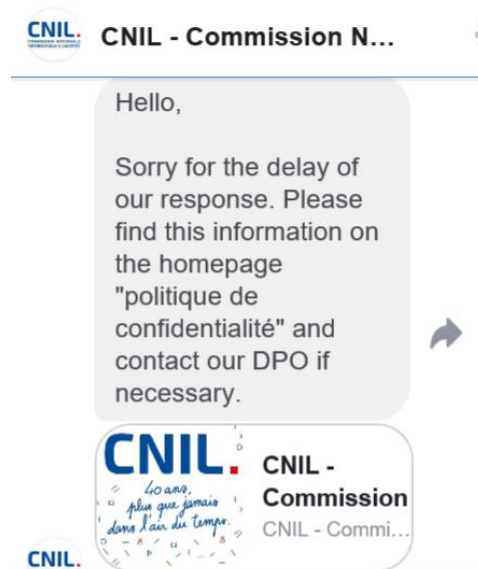 CNIL.
CNIL - Commission N...
Hello,
Sorry for the delay of
our response. Please
find this information on
the homepage
"politique de
confidentialité" and
contact our DPO if
necessary.
CNIL.
40 ans,
plus que jamais
dans l'air du temps.
CNIL -
Commission
CNIL - Commi...
CNIL.